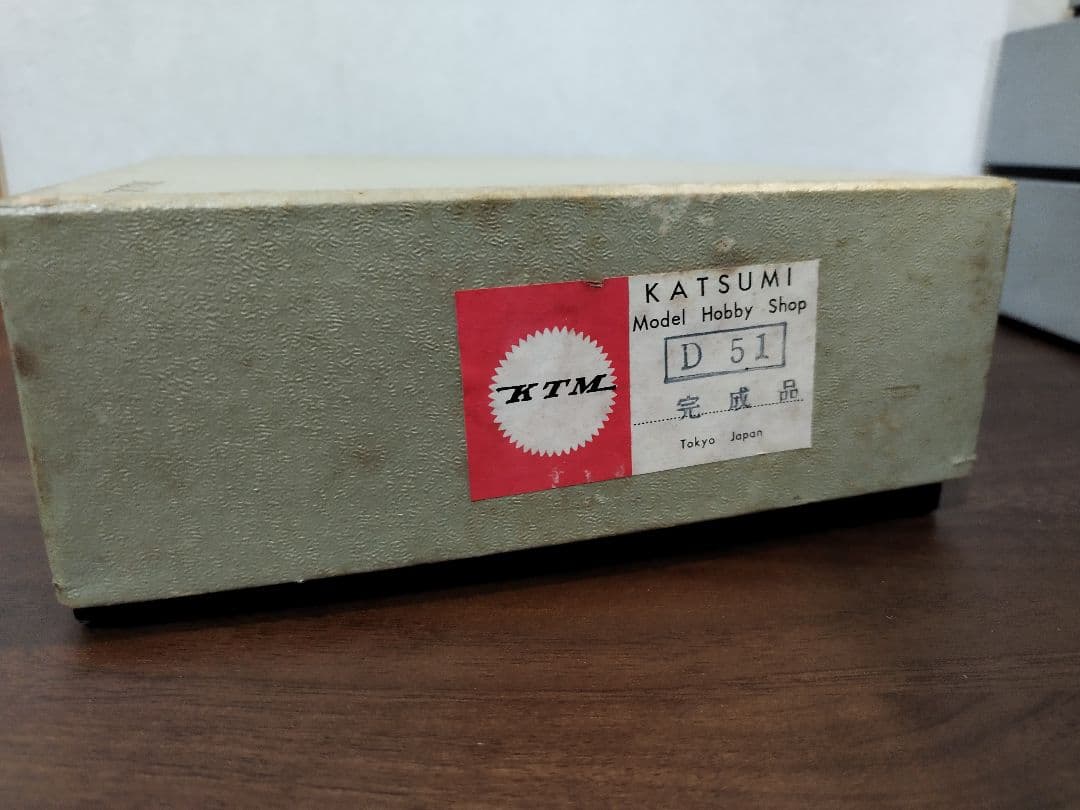 KTM
KATSUMI
Model Hobby Shop
D 51
完成品
Tokyo Japan